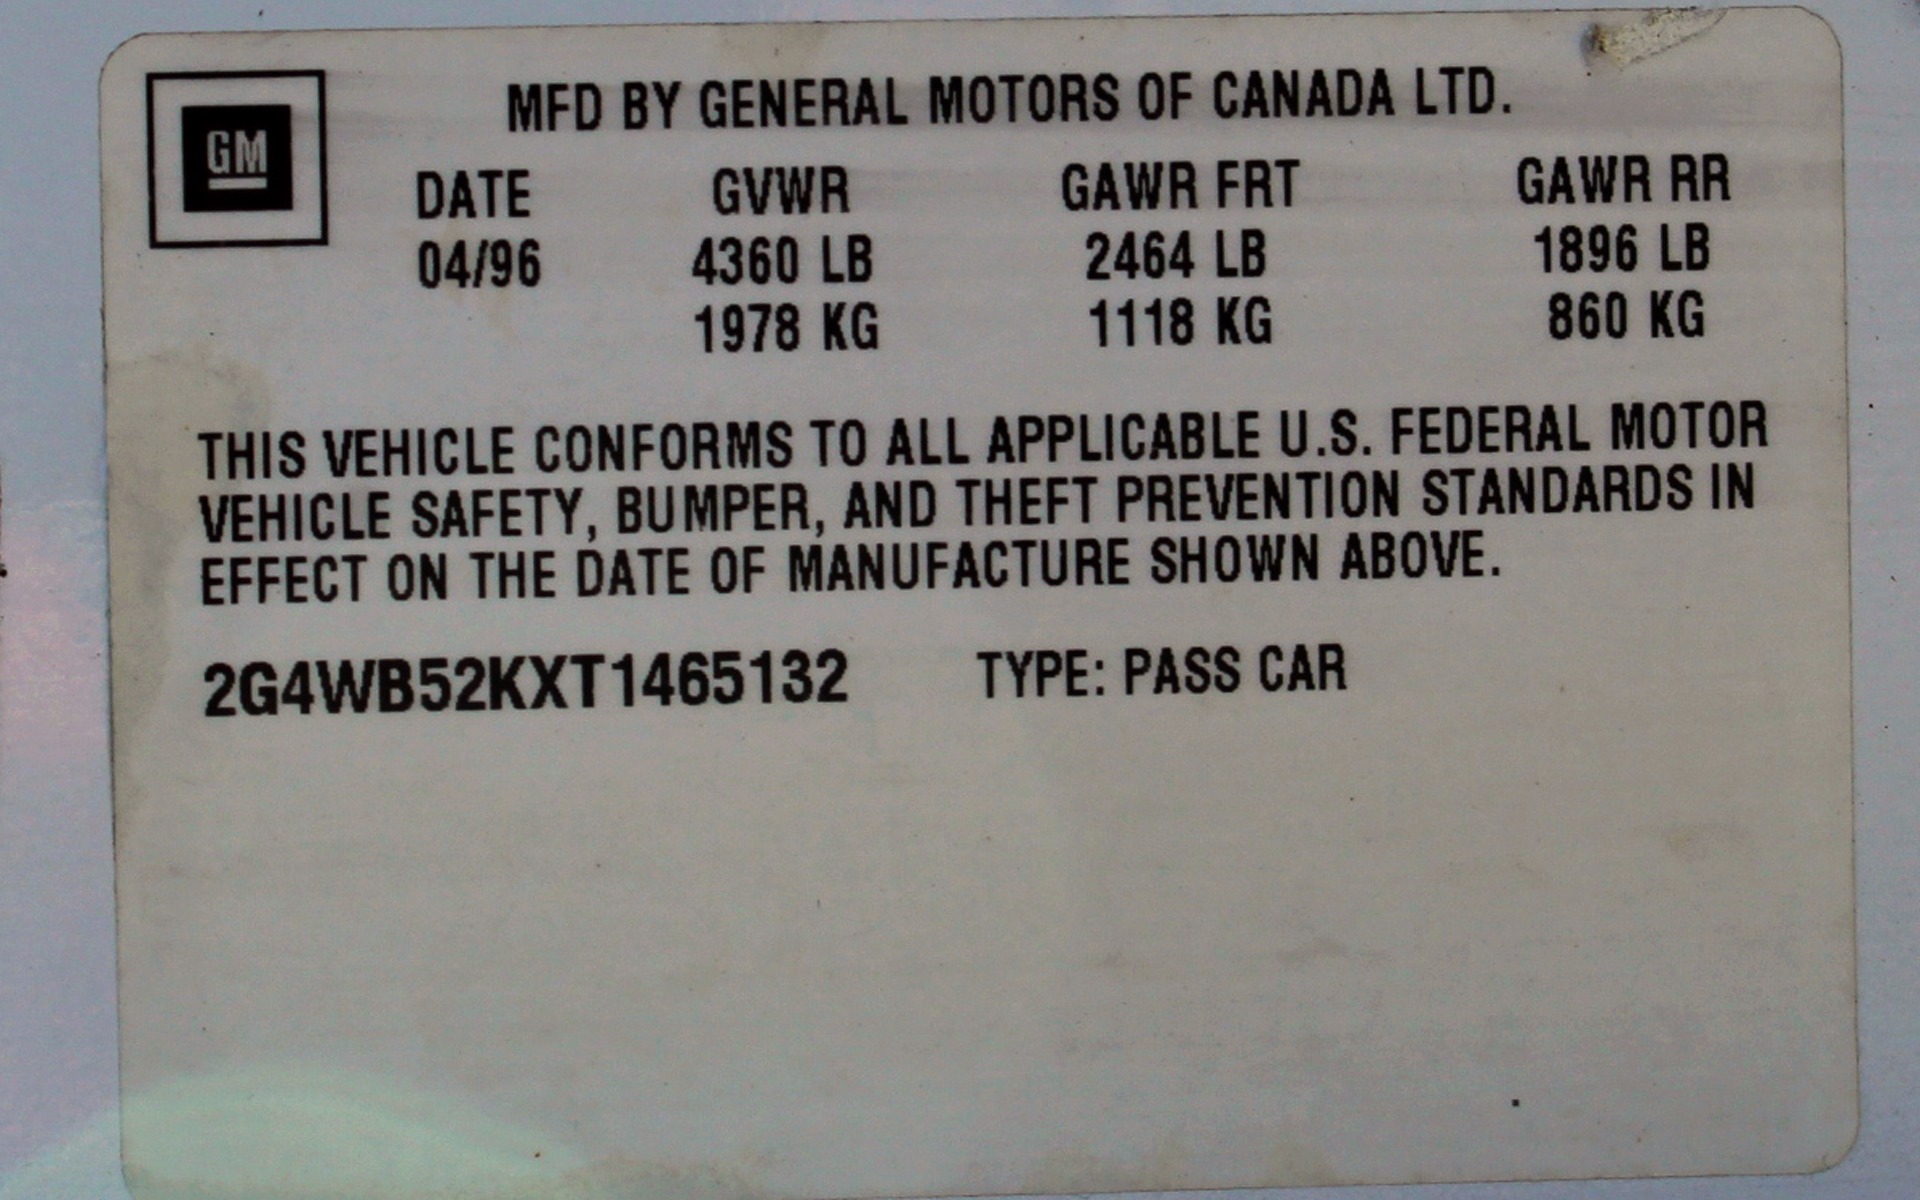 GM
MFD BY GENERAL MOTORS OF CANADA LTD.
DATE GVWR GAWR FRT GAWR RR
04/96 4360 LB 2464 LB 1896 LB
1978 KG 1118 KG 860 KG
THIS VEHICLE CONFORMS TO ALL APPLICABLE U.S. FEDERAL MOTOR
VEHICLE SAFETY, BUMPER, AND THEFT PREVENTION STANDARDS IN
EFFECT ON THE DATE OF MANUFACTURE SHOWN ABOVE.
2G4WB52KXT1465132 TYPE: PASS CAR